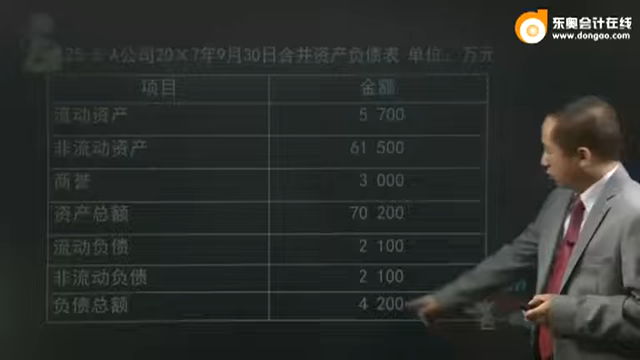 东奥会计在线
www.dongao.com
A公司20×7年9月30日合并资产负债表 单位: 万元
项目 金额
流动资产 5 700
非流动资产 61 500
商誉 3 000
资产总额 70 200
流动负债 2 100
非流动负债 2 100
负债总额 4 200